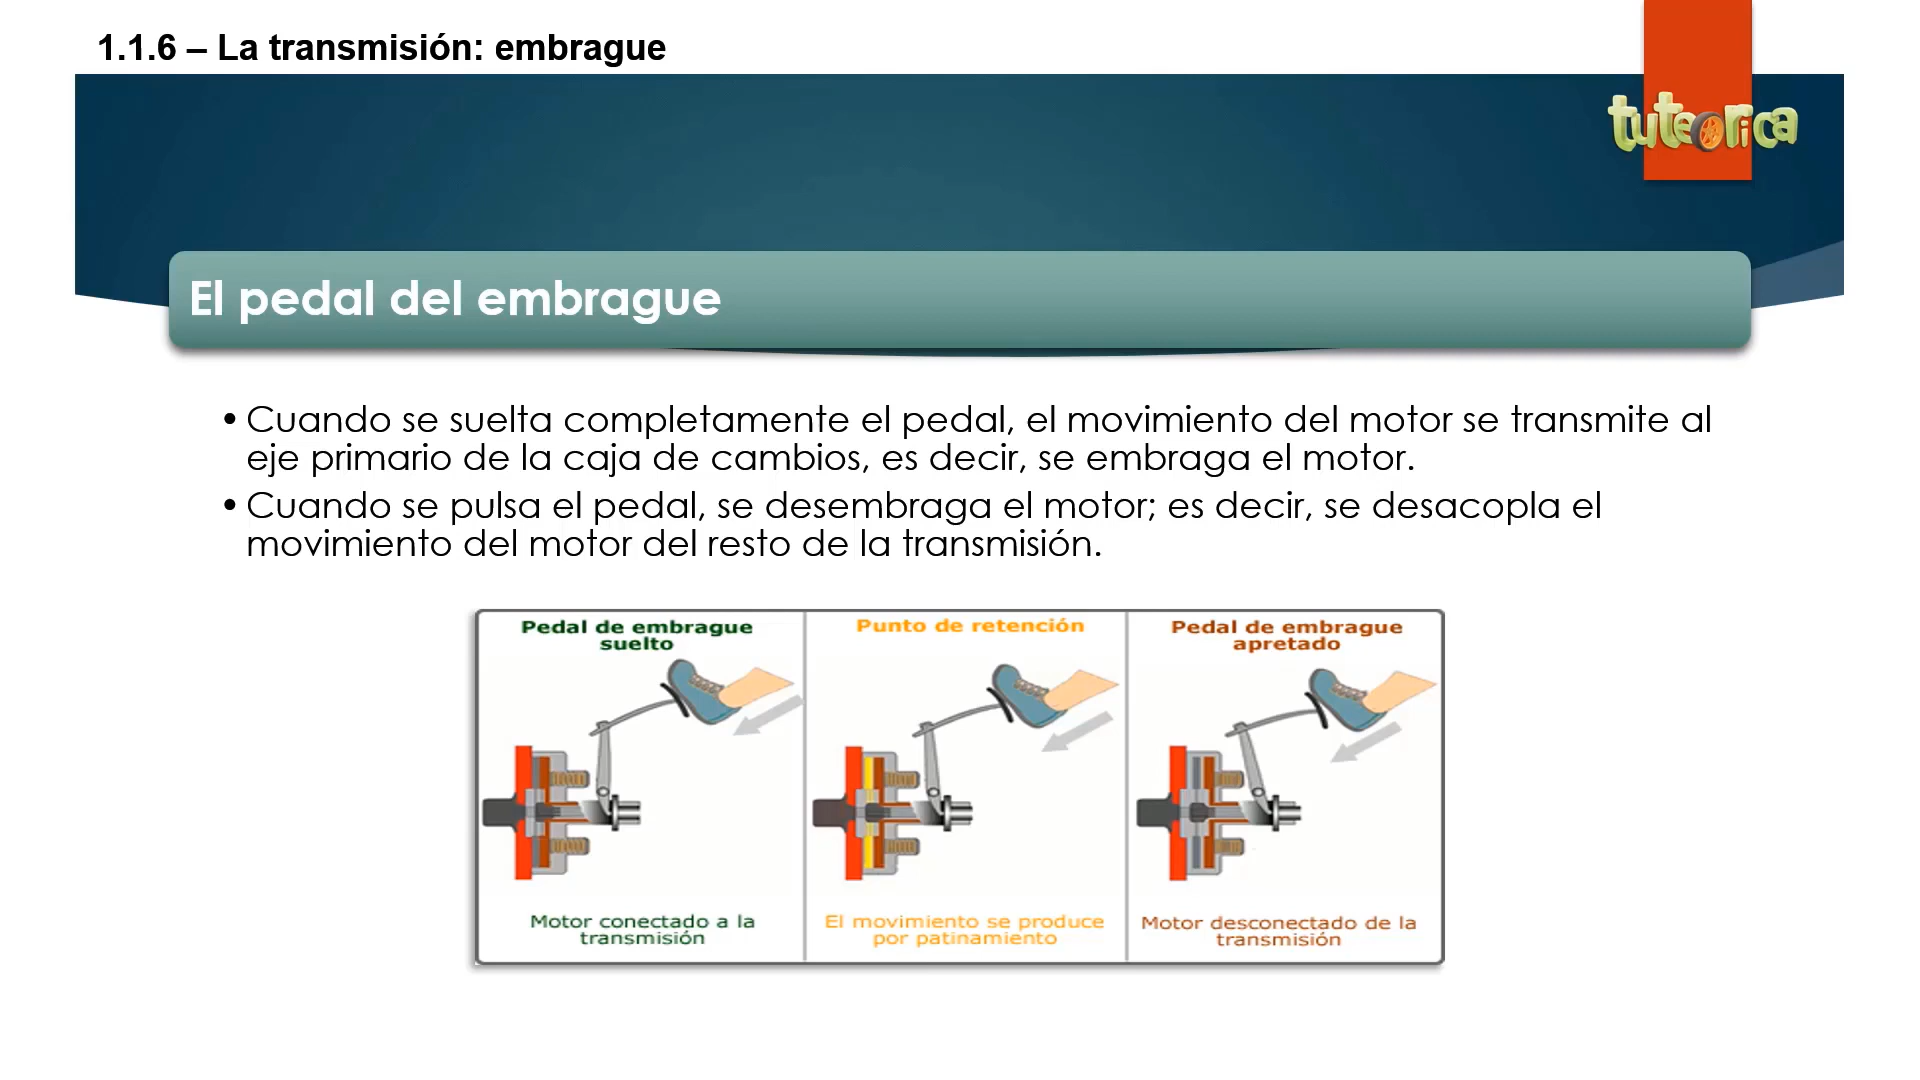 1.1.6 – La transmisión: embrague
tuteorica
El pedal del embrague
• Cuando se suelta completamente el pedal, el movimiento del motor se transmite al
eje primario de la caja de cambios, es decir, se embraga el motor.
• Cuando se pulsa el pedal, se desembraga el motor; es decir, se desacopla el
movimiento del motor del resto de la transmisión.
Pedal de embrague
suelto
Motor conectado a la
transmisión
Punto de retención
El movimiento se produce
por patinamiento
Pedal de embrague
apretado
Motor desconectado de la
transmisión